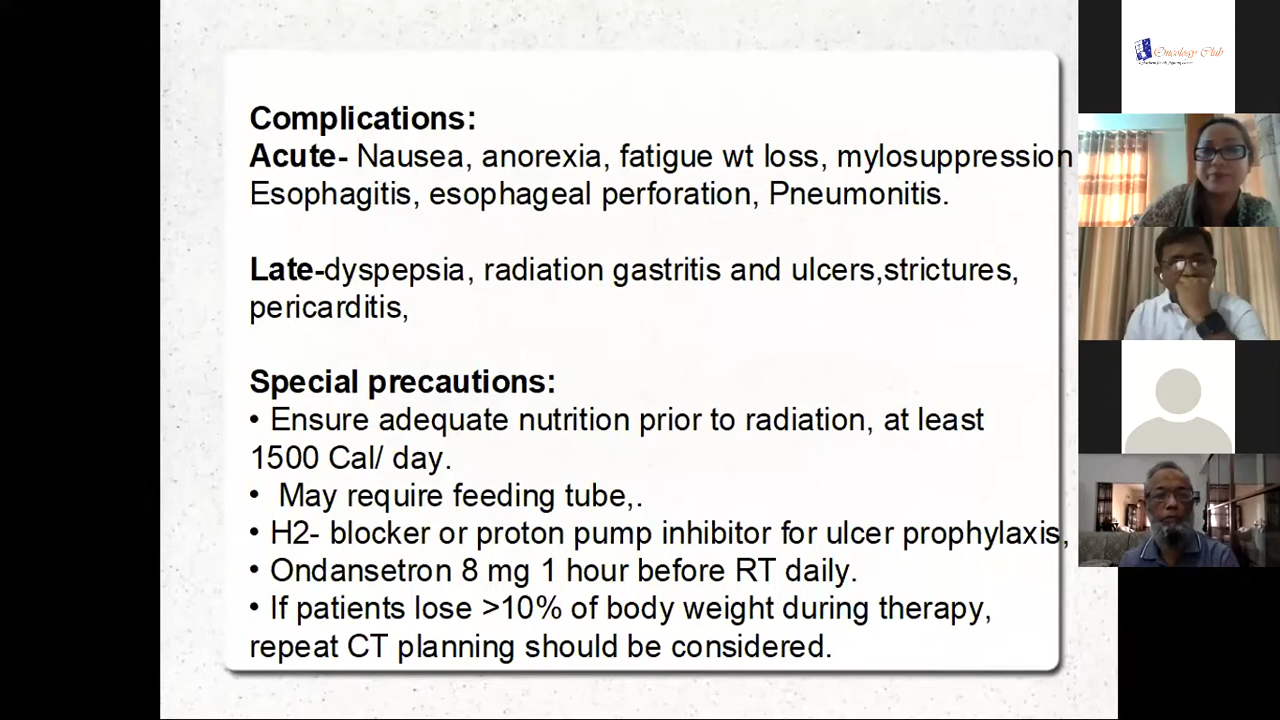 Complications:
Acute- Nausea, anorexia, fatigue wt loss, mylosuppression
Esophagitis, esophageal perforation, Pneumonitis.
Late-dyspepsia, radiation gastritis and ulcers,strictures,
pericarditis,
Special precautions:
• Ensure adequate nutrition prior to radiation, at least
1500 Cal/ day.
• May require feeding tube,.
• H2- blocker or proton pump inhibitor for ulcer prophylaxis,
• Ondansetron 8 mg 1 hour before RT daily.
• If patients lose >10% of body weight during therapy,
repeat CT planning should be considered.
Oncology Club